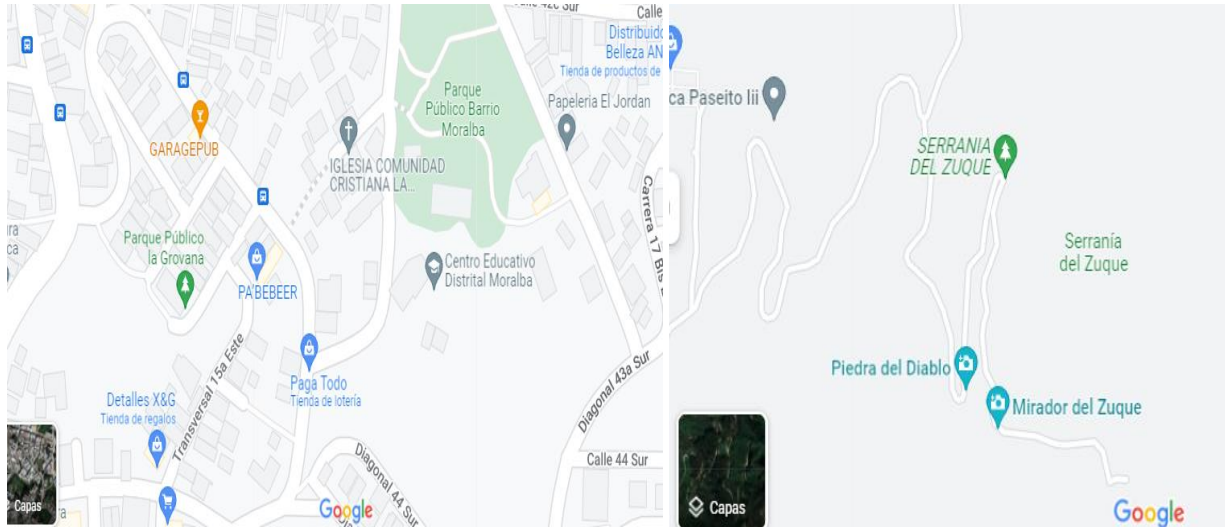 Calle
Distribuido
Belleza AN
Tienda de productos de
Parque
Público Barrio
Moralba
Papeleria El Jordan
GARAGEPUB
IGLESIA COMUNIDAD
CRISTIANA LA...
Carrera 17 Bis
Parque Público
la Grovana
PA'BEBEER
Centro Educativo
Distrital Moralba
Transversal 15a Este
Paga Todo
Tienda de lotería
Diagonal 43a Sur
Detalles X&G
Tienda de regalos
Diagonal 44 Sur
Calle 44 Sur
Capas
Google
ca Paseito Iii
SERRANIA
DEL ZUQUE
Serranía
del Zuque
Piedra del Diablo
Mirador del Zuque
Capas
Google